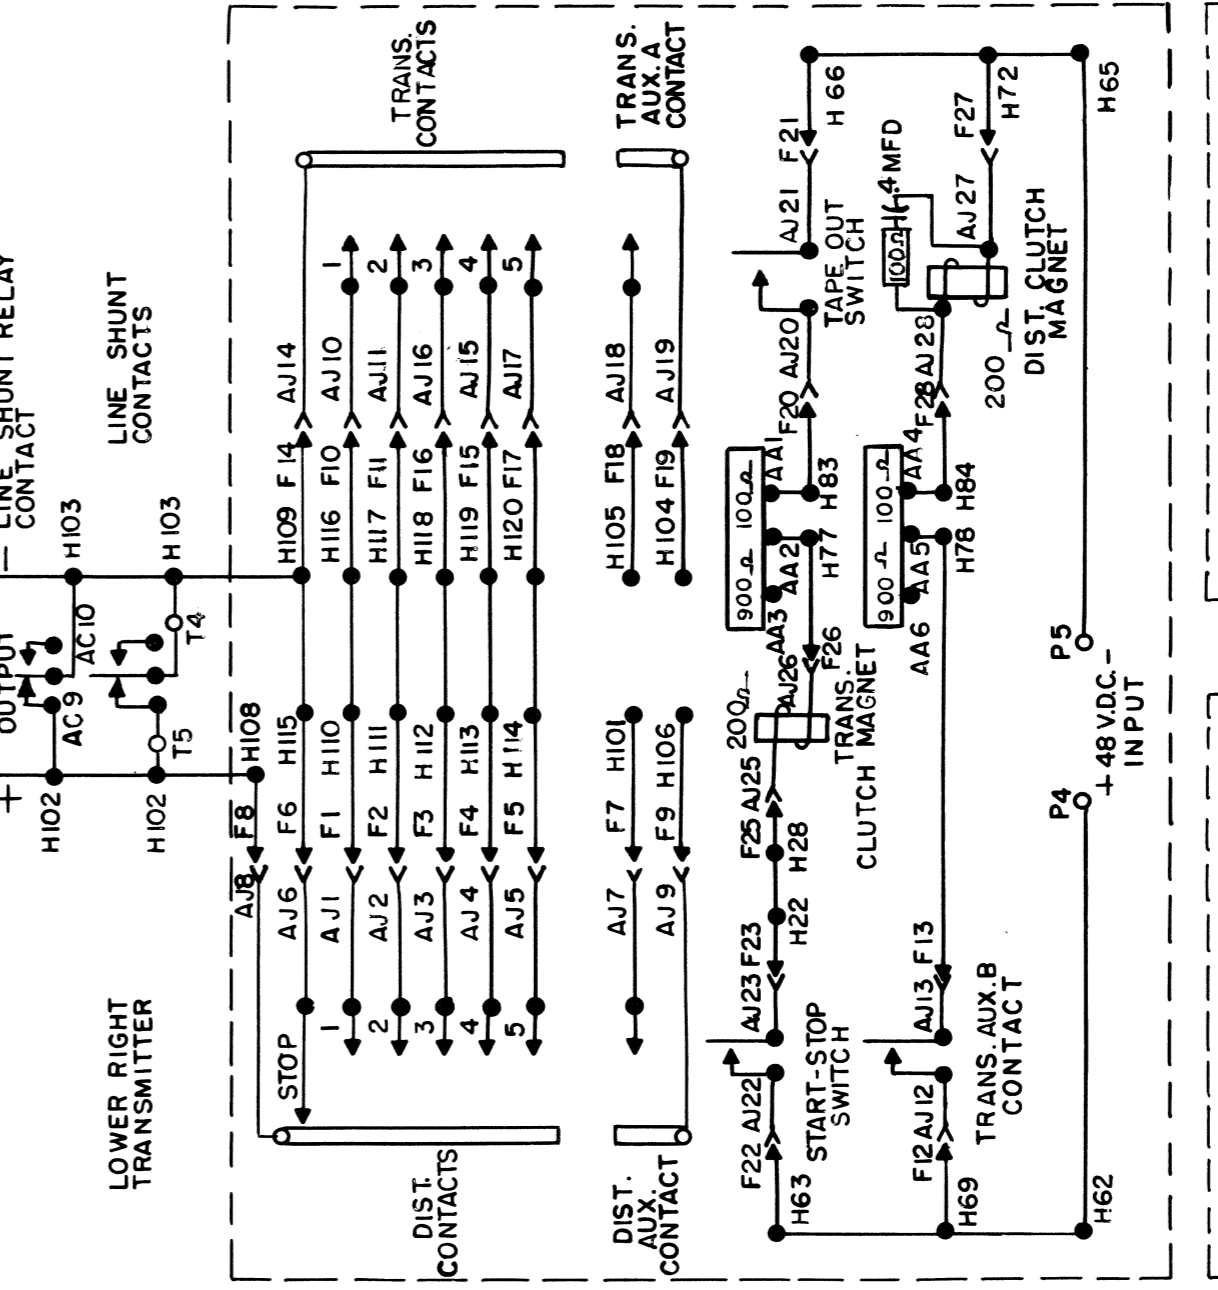 LINE SHUNT RELAY
CONTACT
OUTPUT
+
−
LINE SHUNT
CONTACTS
LOWER RIGHT
TRANSMITTER
H103
H103
AC10
T4
AC9
T5
H102
H102
H108
F8
AJ8
TRANS.
CONTACTS
TRANS.
AUX. A
CONTACT
AJ14
F14
H109
H115
F6
AJ6
STOP
1
AJ10
F10
H116
H110
F1
AJ1
1
2
AJ11
F11
H117
H111
F2
AJ2
2
3
AJ16
F16
H118
H112
F3
AJ3
3
4
AJ15
F15
H119
H113
F4
AJ4
4
5
AJ17
F17
H120
H114
F5
AJ5
5
AJ18
F18
H105
H101
F7
AJ7
AJ19
F19
H104
H106
F9
AJ9
DIST.
CONTACTS
DIST.
AUX.
CONTACT
H66
F21
AJ21
TAPE OUT
SWITCH
AJ20
F20
H83
AA1
100Ω
900Ω
AA2
H77
AA3
F26
AJ26
200Ω
TRANS.
CLUTCH MAGNET
AJ25
F25
H28
H22
F23
AJ23
START-STOP
SWITCH
AJ22
F22
H63
H72
F27
AJ27
.4MFD
100Ω
200Ω
DIST. CLUTCH
MAGNET
AJ28
F28
H84
AA4
100Ω
900Ω
AA5
H78
AA6
F13
AJ13
TRANS. AUX. B
CONTACT
AJ12
F12
H69
H65
P5
+ 48 V.D.C. −
INPUT
P4
H62